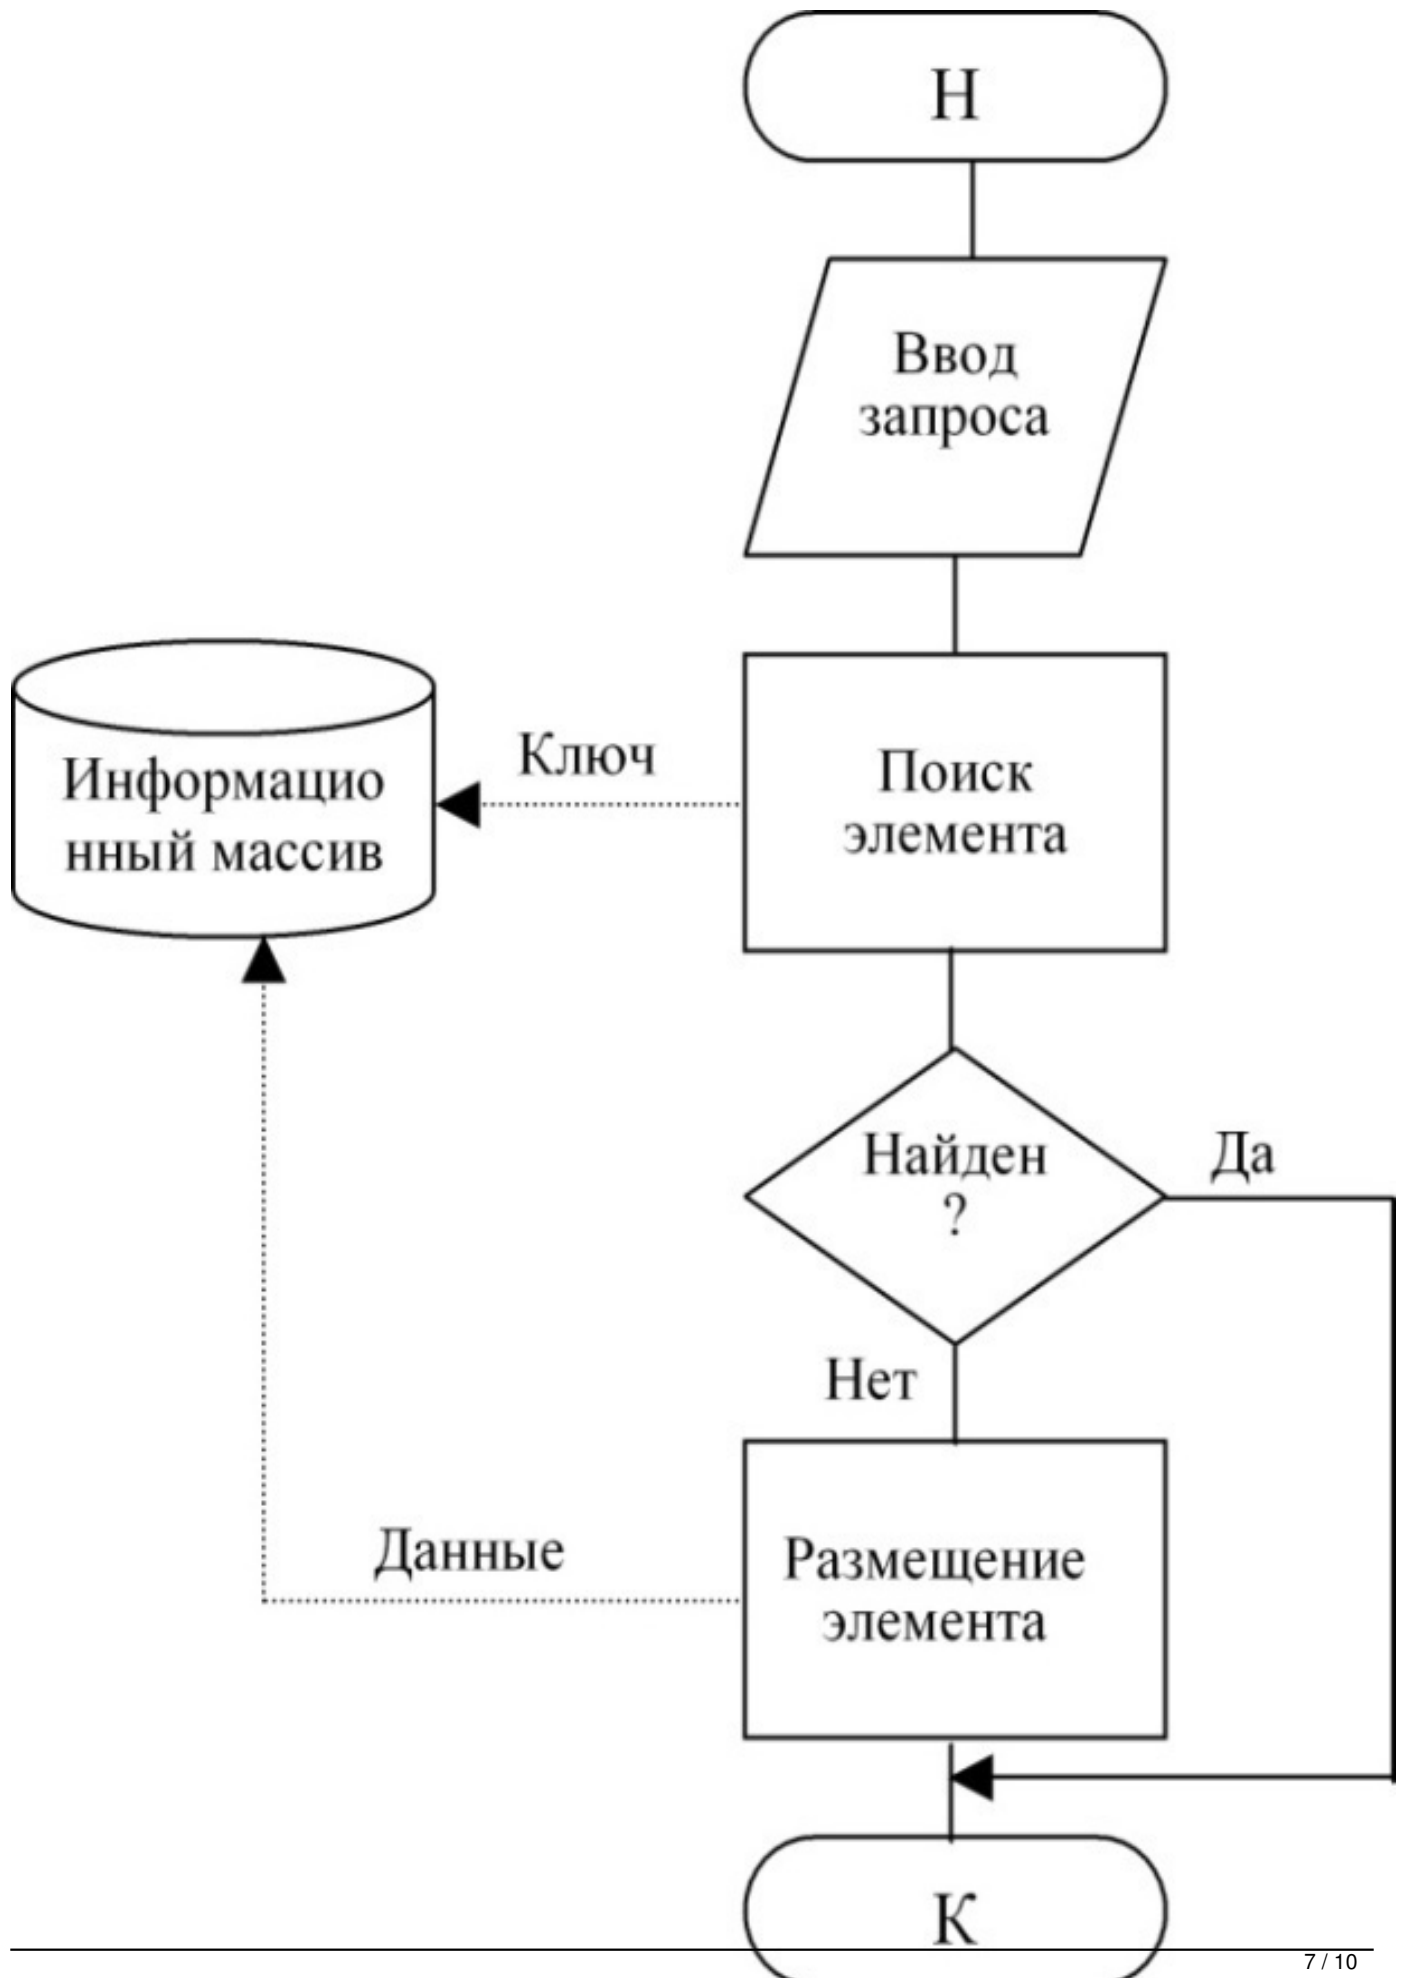 Н
Ввод
запроса
Ключ
Информацио
нный массив
Поиск
элемента
Найден
?
Да
Нет
Данные
Размещение
элемента
К
7 / 10